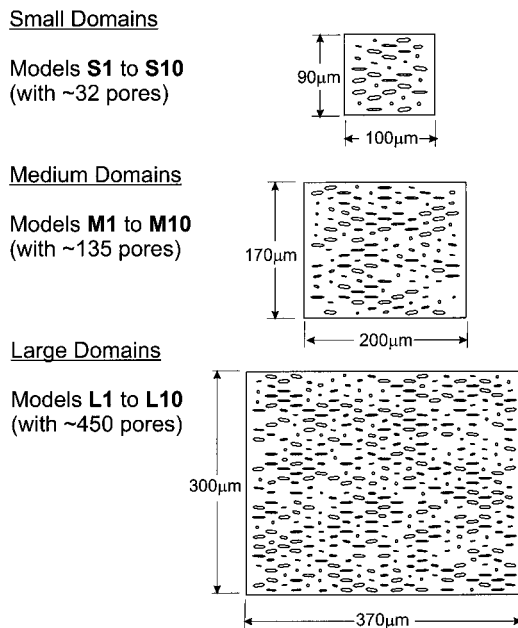 Small Domains
Models S1 to S10
(with ~32 pores)
90μm
100μm
Medium Domains
Models M1 to M10
(with ~135 pores)
170μm
200μm
Large Domains
Models L1 to L10
(with ~450 pores)
300μm
370μm